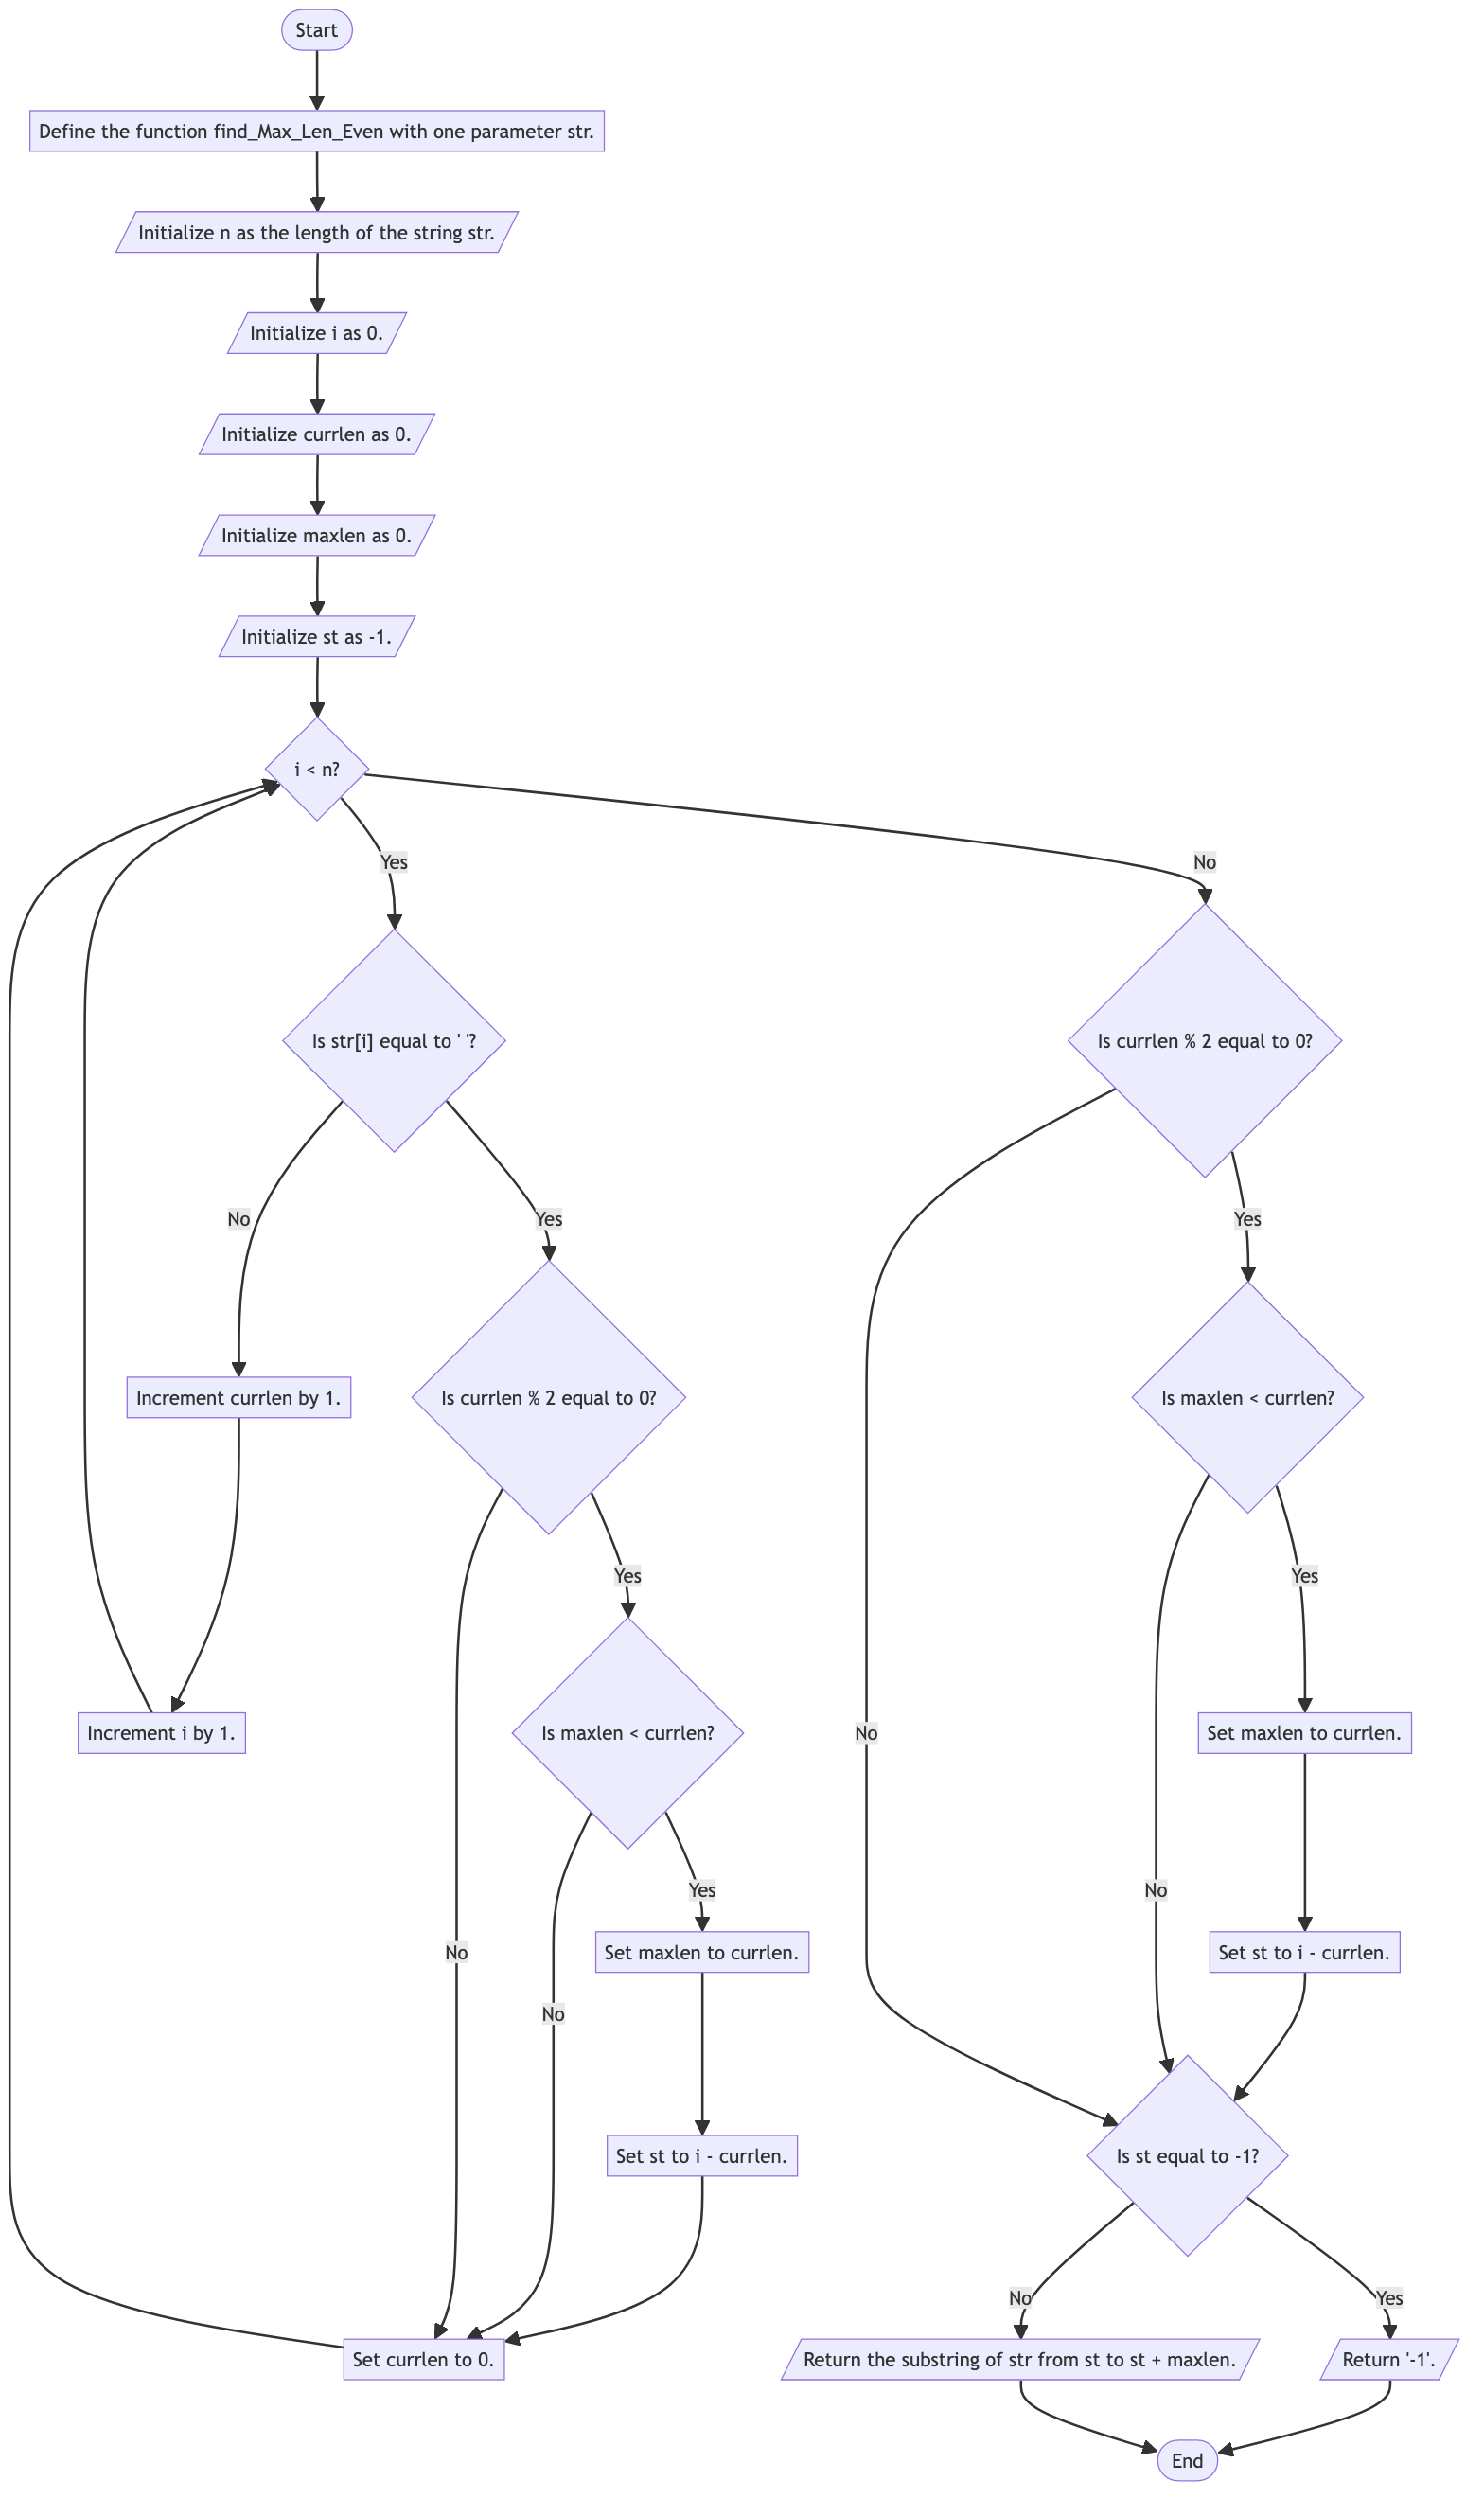 Start
Define the function find_Max_Len_Even with one parameter str.
Initialize n as the length of the string str.
Initialize i as 0.
Initialize currlen as 0.
Initialize maxlen as 0.
Initialize st as -1.
i < n?
Yes
No
Is str[i] equal to ' '?
Is currlen % 2 equal to 0?
No
Yes
Yes
Increment currlen by 1.
Is currlen % 2 equal to 0?
Is maxlen < currlen?
Yes
Yes
Increment i by 1.
Is maxlen < currlen?
No
Set maxlen to currlen.
Yes
No
No
Set maxlen to currlen.
Set st to i - currlen.
No
Set st to i - currlen.
Is st equal to -1?
No
Yes
Set currlen to 0.
Return the substring of str from st to st + maxlen.
Return '-1'.
End